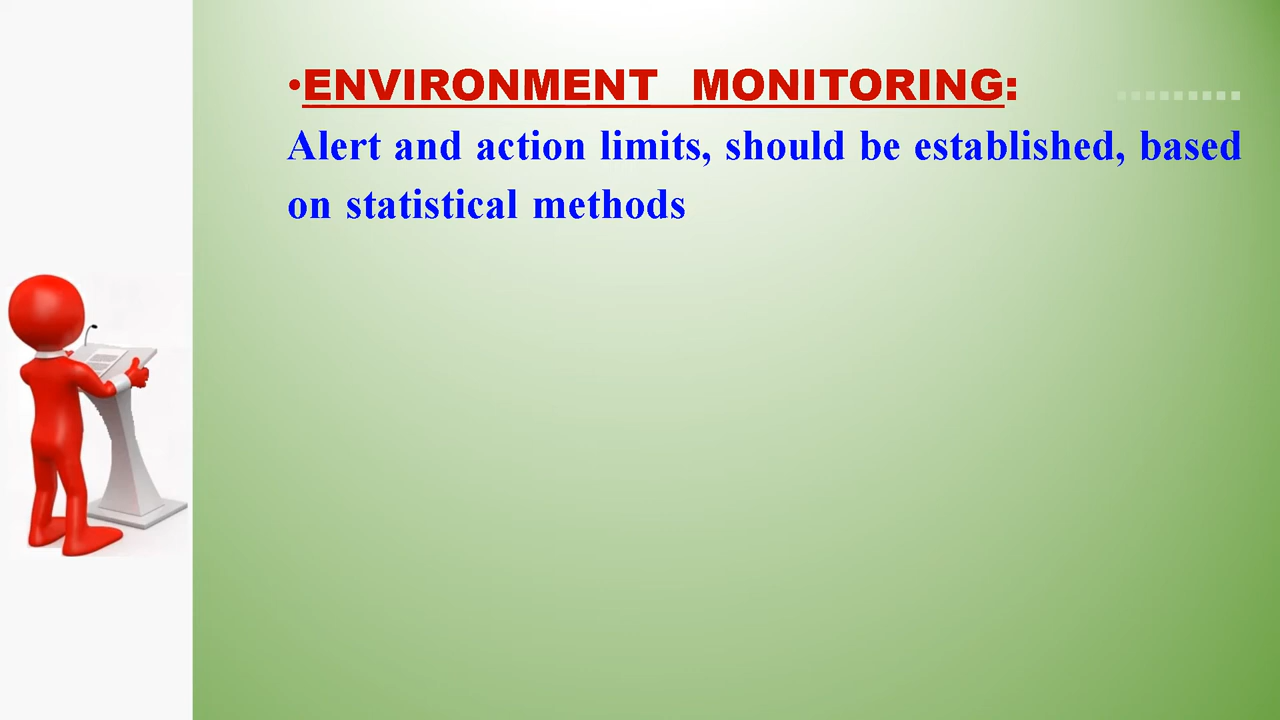 •ENVIRONMENT MONITORING:
Alert and action limits, should be established, based
on statistical methods